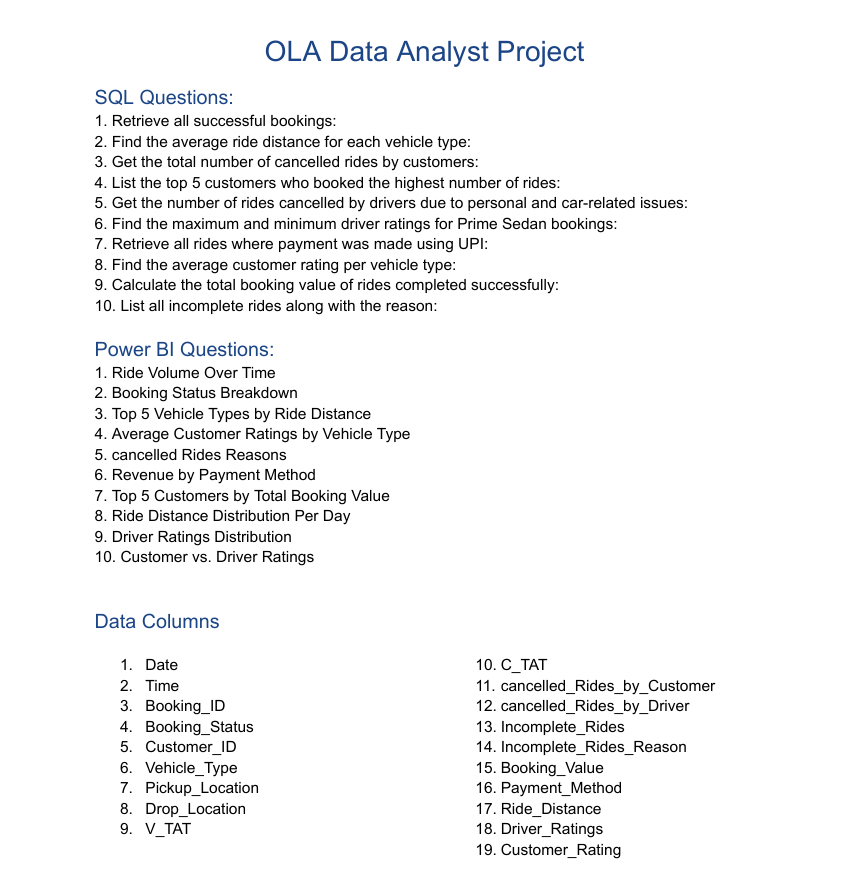 OLA Data Analyst Project
SQL Questions:
1. Retrieve all successful bookings:
2. Find the average ride distance for each vehicle type:
3. Get the total number of cancelled rides by customers:
4. List the top 5 customers who booked the highest number of rides:
5. Get the number of rides cancelled by drivers due to personal and car-related issues:
6. Find the maximum and minimum driver ratings for Prime Sedan bookings:
7. Retrieve all rides where payment was made using UPI:
8. Find the average customer rating per vehicle type:
9. Calculate the total booking value of rides completed successfully:
10. List all incomplete rides along with the reason:
Power BI Questions:
1. Ride Volume Over Time
2. Booking Status Breakdown
3. Top 5 Vehicle Types by Ride Distance
4. Average Customer Ratings by Vehicle Type
5. cancelled Rides Reasons
6. Revenue by Payment Method
7. Top 5 Customers by Total Booking Value
8. Ride Distance Distribution Per Day
9. Driver Ratings Distribution
10. Customer vs. Driver Ratings
Data Columns
1. Date
2. Time
3. Booking_ID
4. Booking_Status
5. Customer_ID
6. Vehicle_Type
7. Pickup_Location
8. Drop_Location
9. V_TAT
10. C_TAT
11. cancelled_Rides_by_Customer
12. cancelled_Rides_by_Driver
13. Incomplete_Rides
14. Incomplete_Rides_Reason
15. Booking_Value
16. Payment_Method
17. Ride_Distance
18. Driver_Ratings
19. Customer_Rating